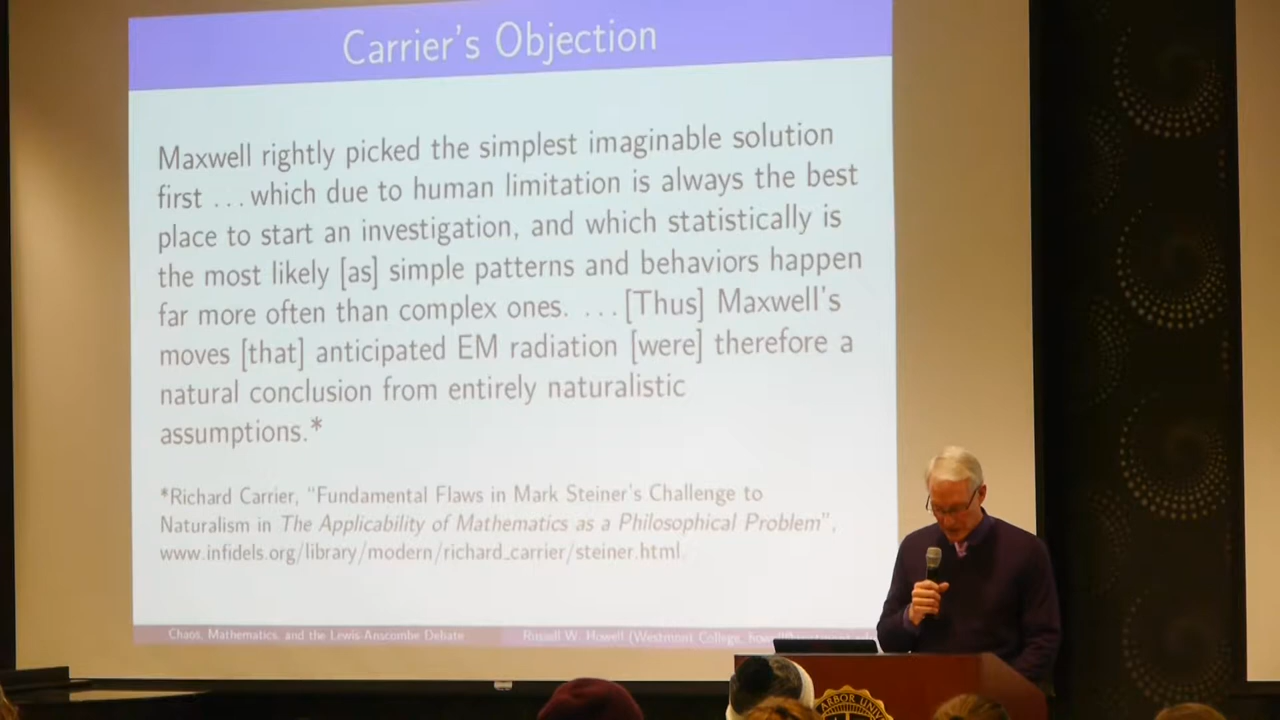 Carrier's Objection
Maxwell rightly picked the simplest imaginable solution
first ...which due to human limitation is always the best
place to start an investigation, and which statistically is
the most likely [as] simple patterns and behaviors happen
far more often than complex ones. ...[Thus] Maxwell's
moves [that] anticipated EM radiation [were] therefore a
natural conclusion from entirely naturalistic
assumptions.*
*Richard Carrier, "Fundamental Flaws in Mark Steiner's Challenge to
Naturalism in The Applicability of Mathematics as a Philosophical Problem",
www.infidels.org/library/modern/richard_carrier/steiner.html
Chaos, Mathematics, and the Lewis-Anscombe Debate
Russell W. Howell (Westmont College,
ARBOR